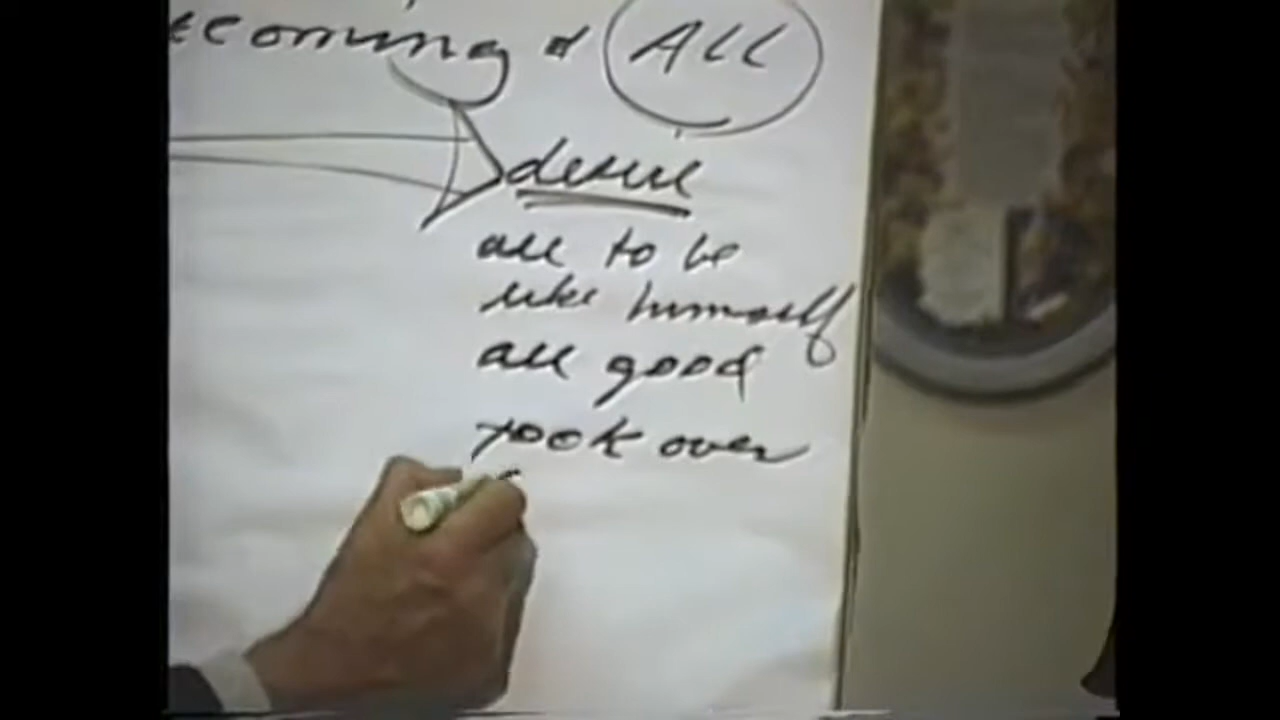 ecoming of ALL
desire
all to be
like himself
all good
took over